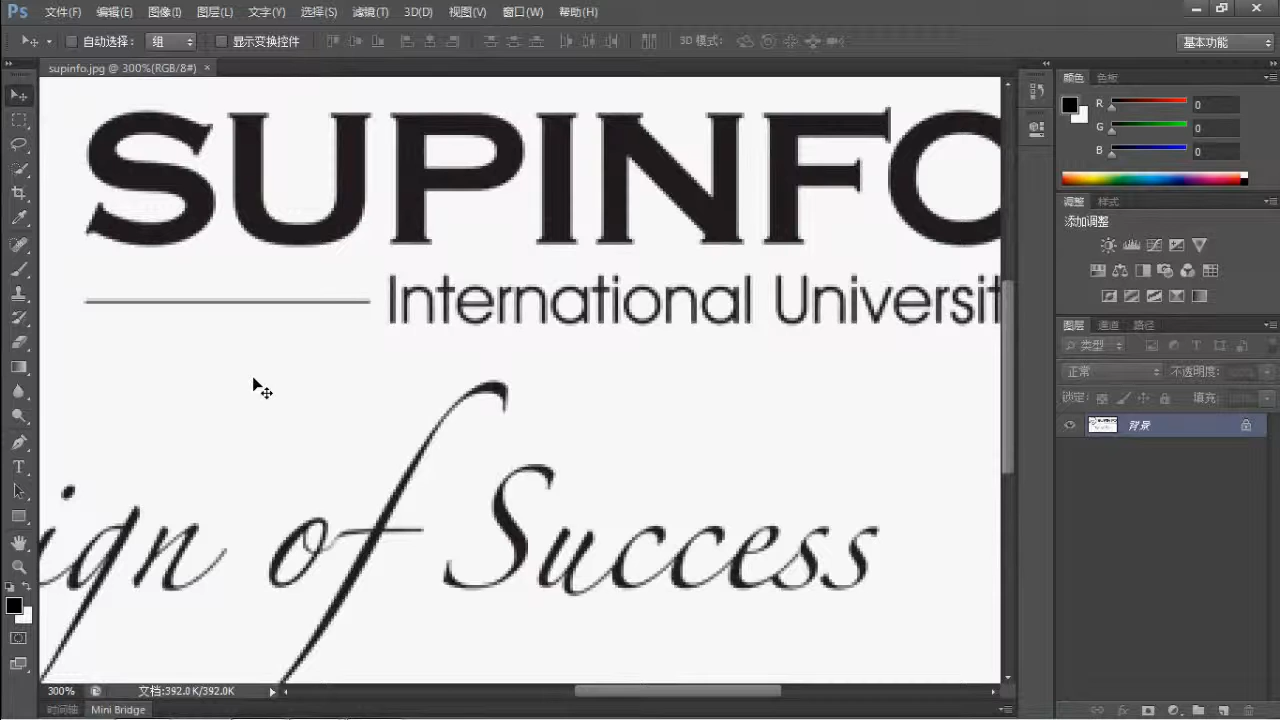 Ps 文件(F) 编辑(E) 图像(I) 图层(L) 文字(Y) 选择(S) 滤镜(T) 3D(D) 视图(V) 窗口(W) 帮助(H)
自动选择: 组 显示变换控件 3D 模式: 基本功能
supinfo.jpg @ 300%(RGB/8#) ×
颜色 色板
R 0
G 0
B 0
调整 样式
添加调整
图层 通道 路径
类型
正常 不透明度:
锁定: 填充:
背景
SUPINFO
International Universit
ign of Success
300% 文档:392.0K/392.0K
时间轴 Mini Bridge